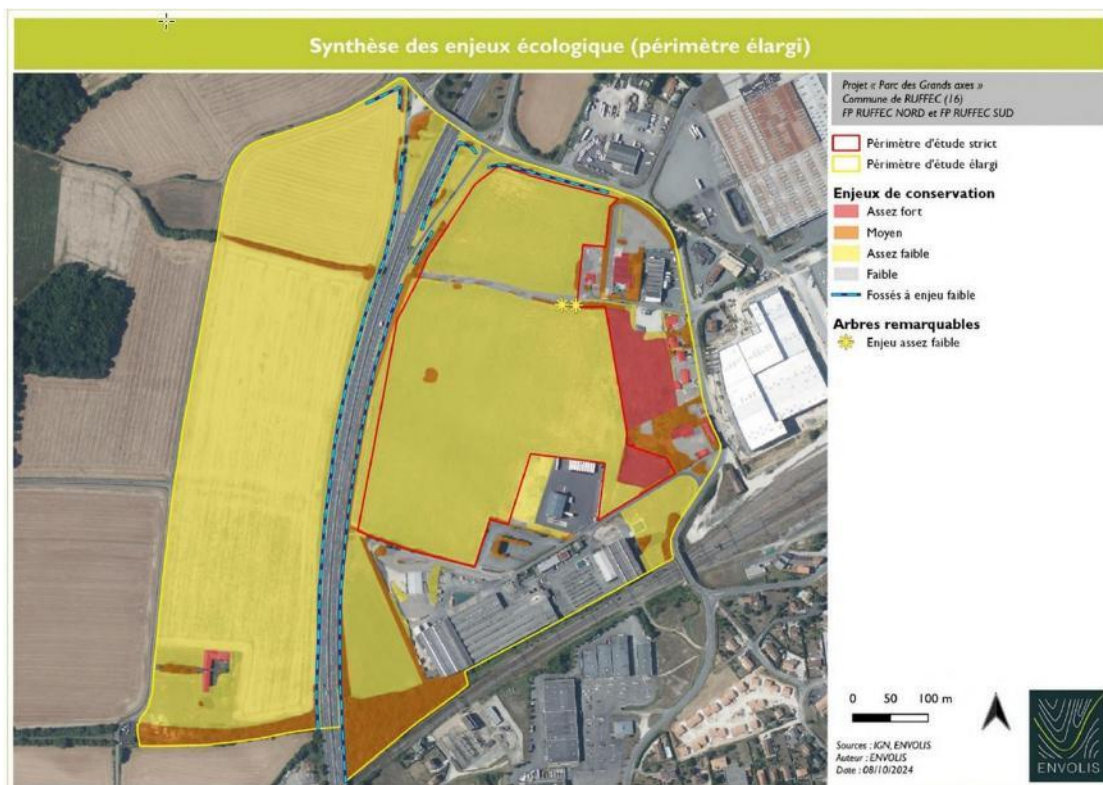 Synthèse des enjeux écologique (périmètre élargi)
Projet « Parc des Grands axes »
Commune de RUFFEC (16)
FP RUFFEC NORD et FP RUFFEC SUD
Périmètre d'étude strict
Périmètre d'étude élargi
Enjeux de conservation
Assez fort
Moyen
Assez faible
Faible
Fossés à enjeu faible
Arbres remarquables
Enjeu assez faible
0 50 100 m
Sources : IGN, ENVOLIS
Auteur : ENVOLIS
Date : 08/10/2024
ENVOLIS